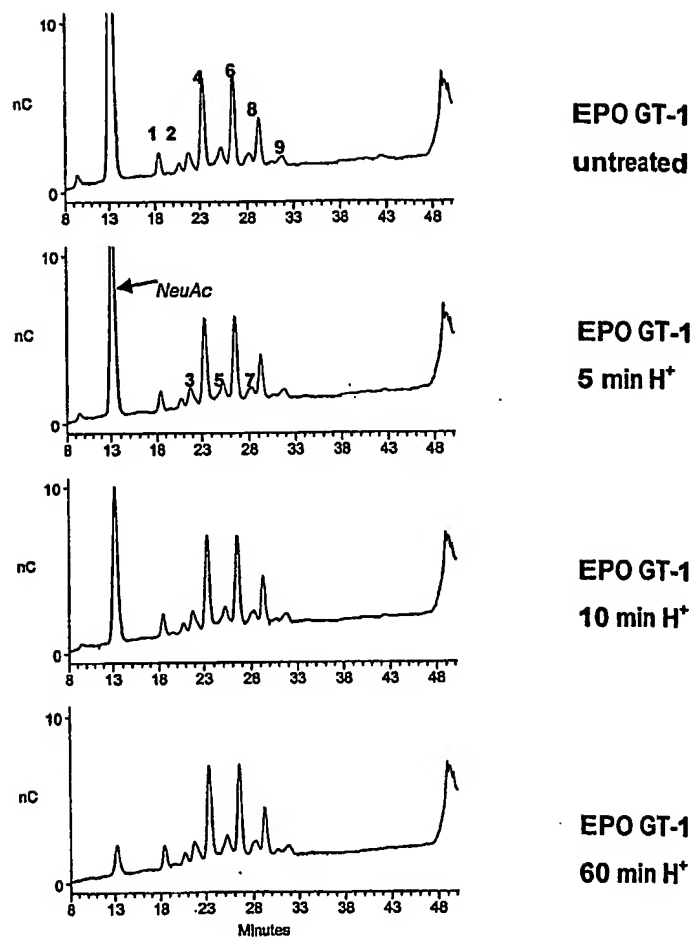 10
nC
0
1 2 4 6 8 9
8 13 18 23 28 33 38 43 48
EPO GT-1
untreated
10
nC
0
NeuAc
3 5 7
8 13 18 23 28 33 38 43 48
EPO GT-1
5 min H⁺
10
nC
0
8 13 18 23 28 33 38 43 48
EPO GT-1
10 min H⁺
10
nC
0
8 13 18 23 28 33 38 43 48
Minutes
EPO GT-1
60 min H⁺